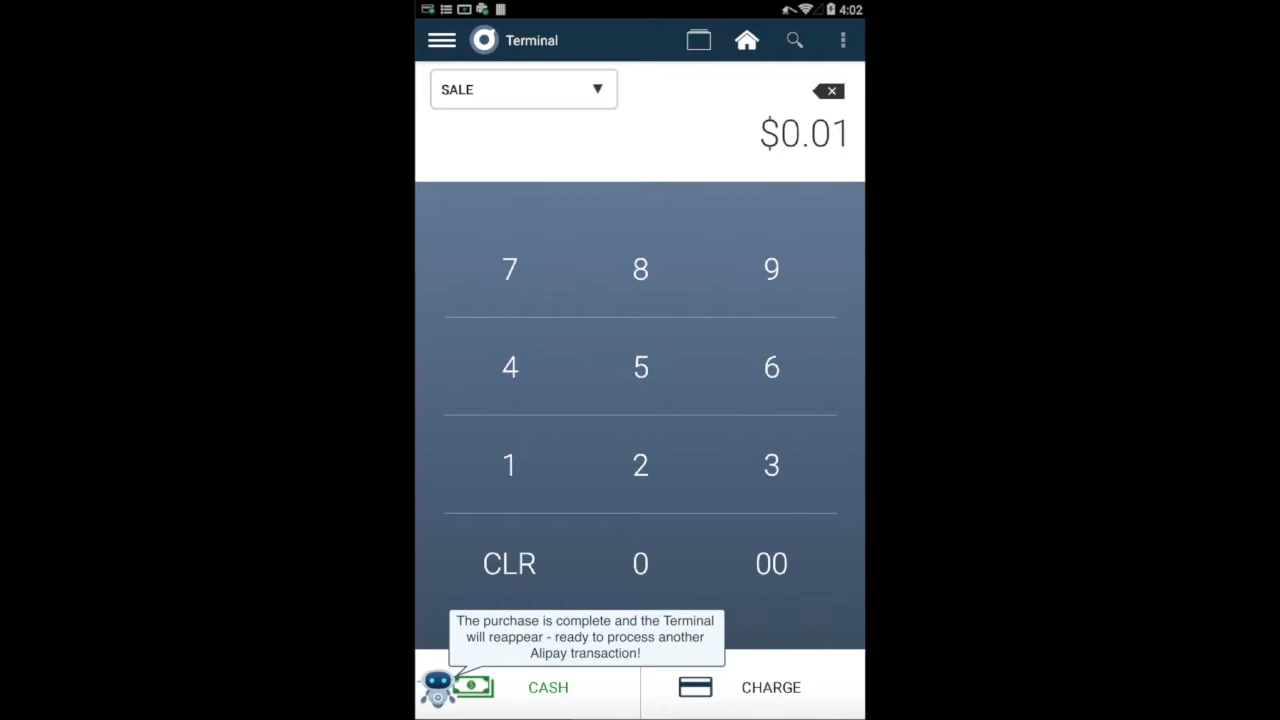 4:02
Terminal
SALE
$0.01
7 8 9
4 5 6
1 2 3
CLR 0 00
The purchase is complete and the Terminal
will reappear - ready to process another
Alipay transaction!
CASH CHARGE